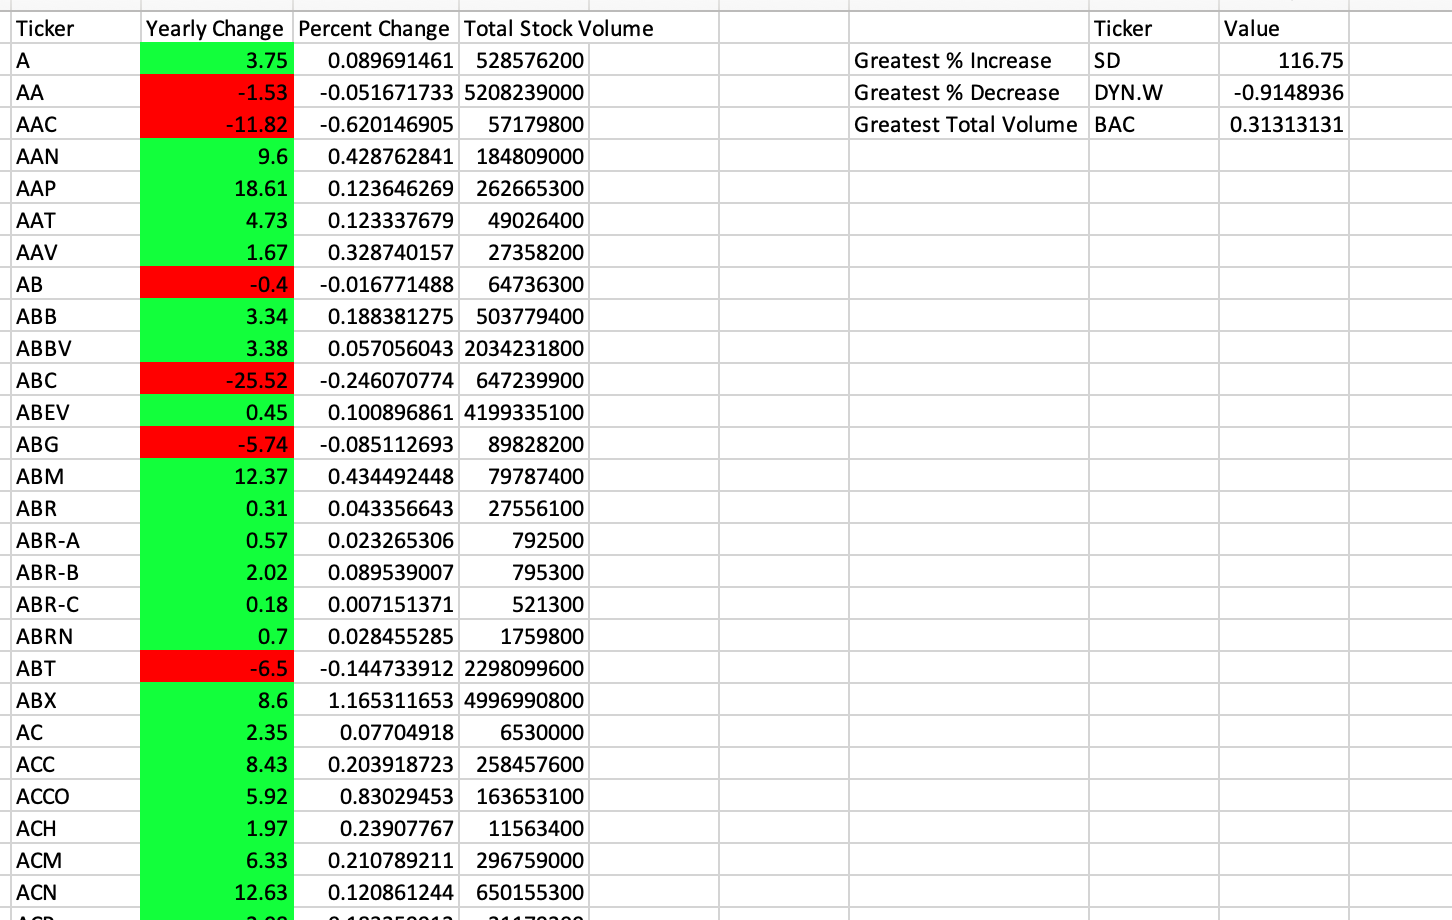 Ticker Yearly Change Percent Change Total Stock Volume Ticker Value
A 3.75 0.089691461 528576200 Greatest % Increase SD 116.75
AA -1.53 -0.051671733 5208239000 Greatest % Decrease DYN.W -0.9148936
AAC -11.82 -0.620146905 57179800 Greatest Total Volume BAC 0.31313131
AAN 9.6 0.428762841 184809000
AAP 18.61 0.123646269 262665300
AAT 4.73 0.123337679 49026400
AAV 1.67 0.328740157 27358200
AB -0.4 -0.016771488 64736300
ABB 3.34 0.188381275 503779400
ABBV 3.38 0.057056043 2034231800
ABC -25.52 -0.246070774 647239900
ABEV 0.45 0.100896861 4199335100
ABG -5.74 -0.085112693 89828200
ABM 12.37 0.434492448 79787400
ABR 0.31 0.043356643 27556100
ABR-A 0.57 0.023265306 792500
ABR-B 2.02 0.089539007 795300
ABR-C 0.18 0.007151371 521300
ABRN 0.7 0.028455285 1759800
ABT -6.5 -0.144733912 2298099600
ABX 8.6 1.165311653 4996990800
AC 2.35 0.07704918 6530000
ACC 8.43 0.203918723 258457600
ACCO 5.92 0.83029453 163653100
ACH 1.97 0.23907767 11563400
ACM 6.33 0.210789211 296759000
ACN 12.63 0.120861244 650155300